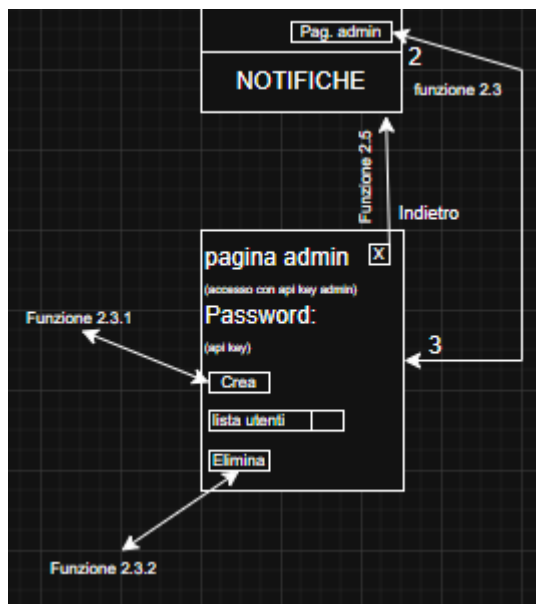 Pag. admin
2
NOTIFICHE
funzione 2.3
Funzione 2.5
Indietro
pagina admin X
(accesso con api key admin)
Password:
Funzione 2.3.1
3
(api key)
Crea
lista utenti
Elimina
Funzione 2.3.2